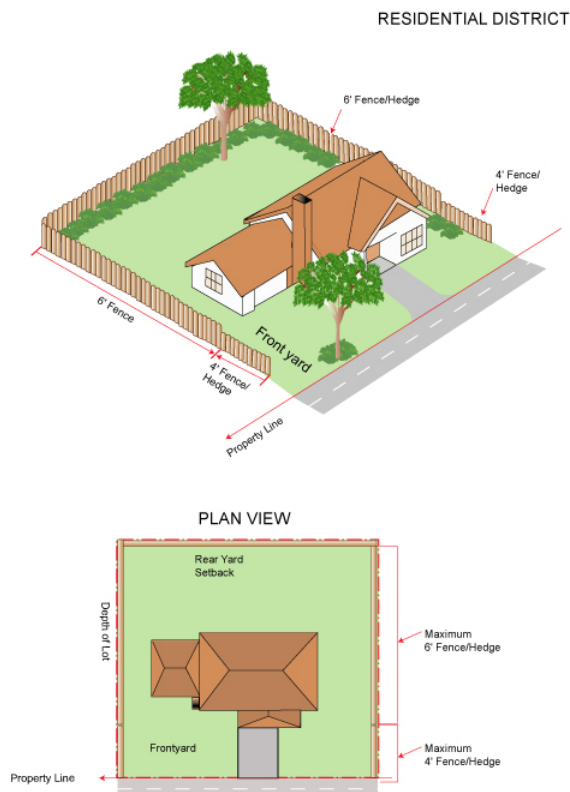 RESIDENTIAL DISTRICT
6' Fence/Hedge
4' Fence/
Hedge
6' Fence
4' Fence/
Hedge
Front yard
Property Line
PLAN VIEW
Rear Yard
Setback
Depth of Lot
Maximum
6' Fence/Hedge
Frontyard
Maximum
4' Fence/Hedge
Property Line